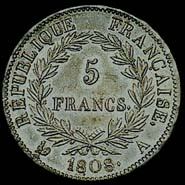 RÉPUBLIQUE FRANÇAISE.
5
FRANCS.
1808.
A